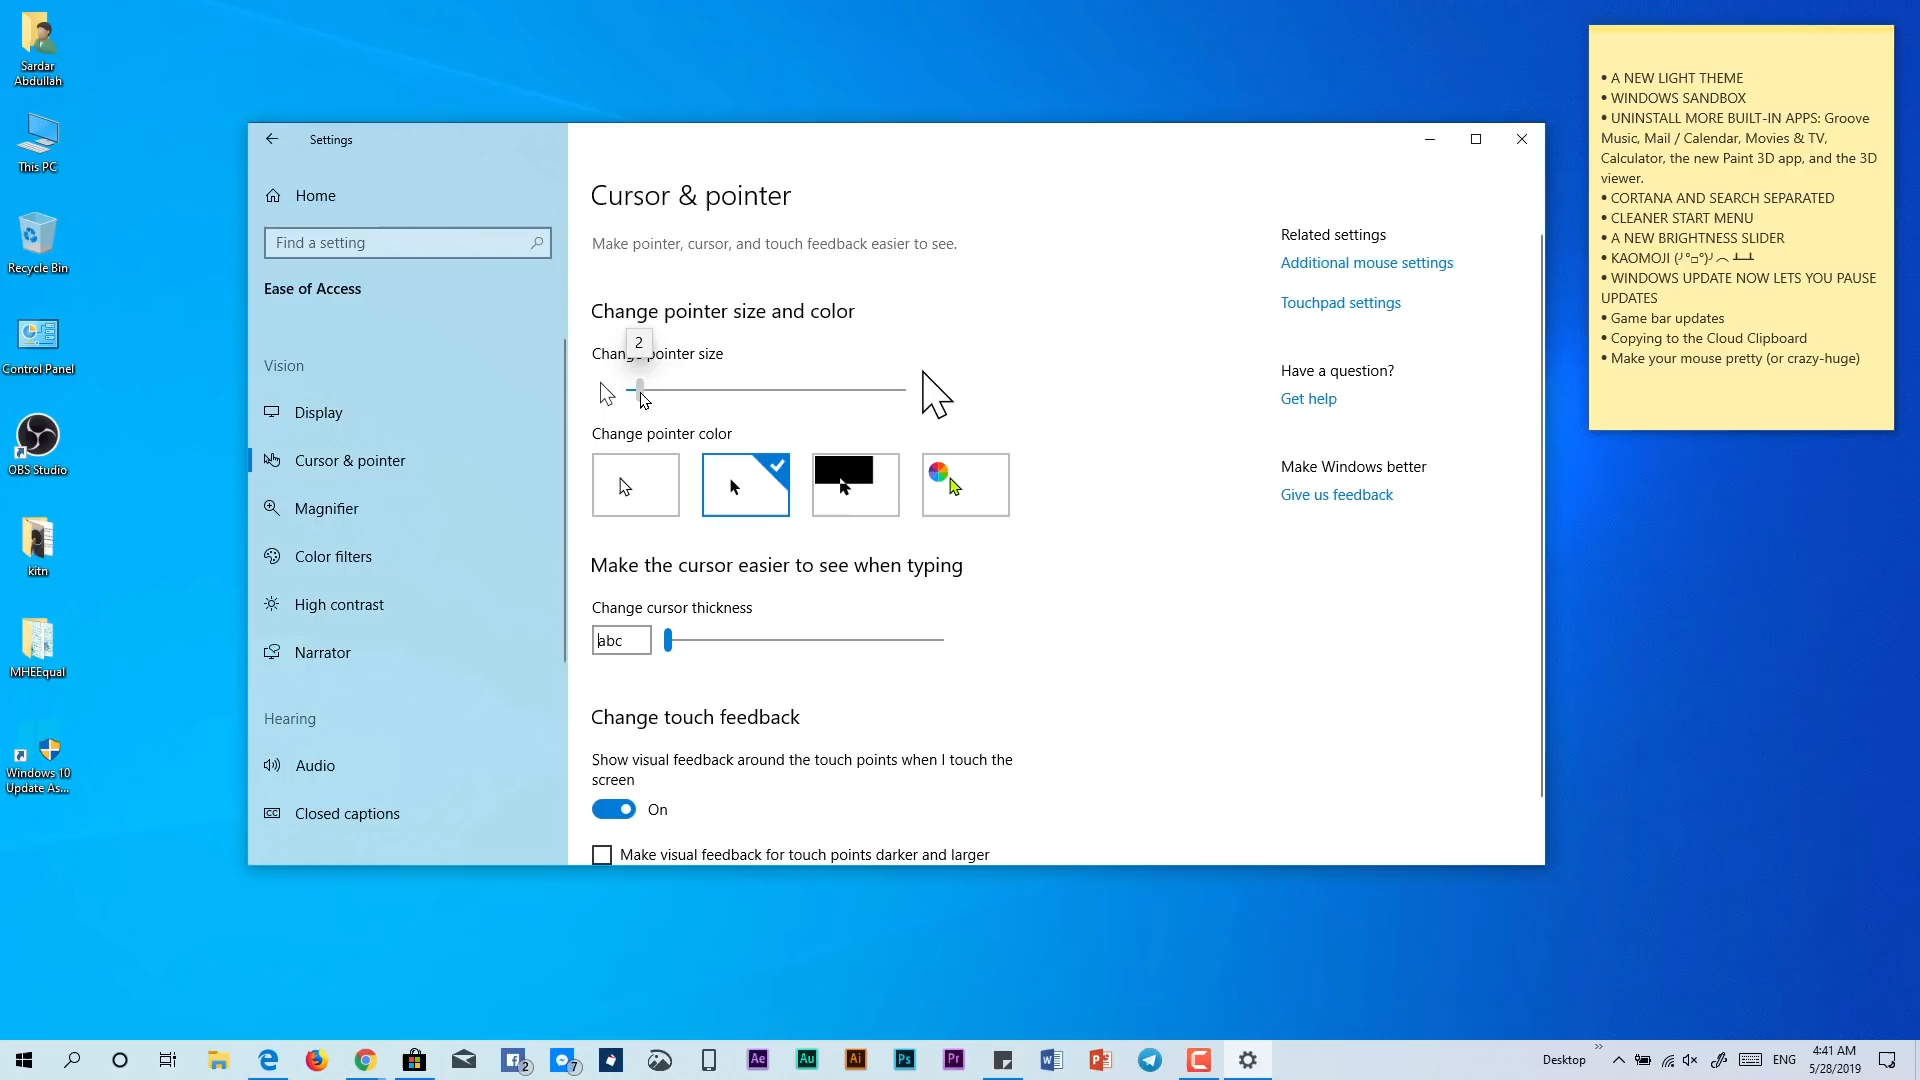 Sardar
Abdullah
This PC
Recycle Bin
Control Panel
OBS Studio
kitn
MHEEqual
Windows 10
Update As...
Settings
Home
Find a setting
Ease of Access
Vision
Display
Cursor & pointer
Magnifier
Color filters
High contrast
Narrator
Hearing
Audio
Closed captions
Cursor & pointer
Make pointer, cursor, and touch feedback easier to see.
Change pointer size and color
2
Change pointer size
Change pointer color
Make the cursor easier to see when typing
Change cursor thickness
abc
Change touch feedback
Show visual feedback around the touch points when I touch the
screen
On
Make visual feedback for touch points darker and larger
Related settings
Additional mouse settings
Touchpad settings
Have a question?
Get help
Make Windows better
Give us feedback
• A NEW LIGHT THEME
• WINDOWS SANDBOX
• UNINSTALL MORE BUILT-IN APPS: Groove
Music, Mail / Calendar, Movies & TV,
Calculator, the new Paint 3D app, and the 3D
viewer.
• CORTANA AND SEARCH SEPARATED
• CLEANER START MENU
• A NEW BRIGHTNESS SLIDER
• KAOMOJI (╯°□°)╯︵ ┻━┻
• WINDOWS UPDATE NOW LETS YOU PAUSE
UPDATES
• Game bar updates
• Copying to the Cloud Clipboard
• Make your mouse pretty (or crazy-huge)
2
7
Ae
Au
Ai
Ps
Pr
Desktop
ENG
4:41 AM
5/28/2019